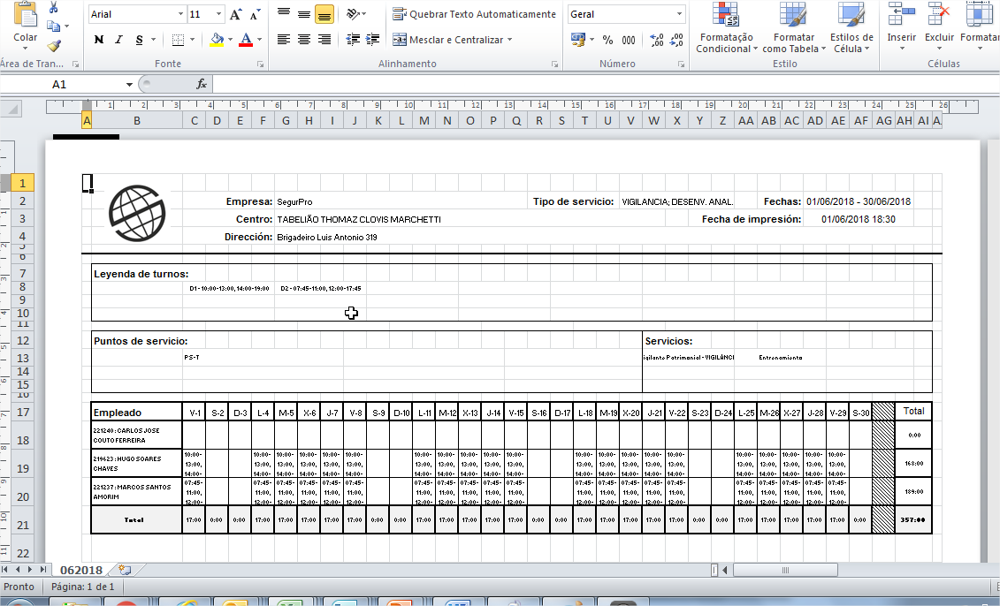 Colar
Área de Tran...
Arial 11
N I S
Fonte
Quebrar Texto Automaticamente
Mesclar e Centralizar
Alinhamento
Geral
% 000
Número
Formatação Condicional
Formatar como Tabela
Estilos de Célula
Estilo
Inserir Excluir Formatar
Células
A1 fx
1 2 3 4 5 6 7 8 9 10 11 12 13 14 15 16 17 18 19 20 21 22 23 24 25 26
A B C D E F G H I J K L M N O P Q R S T U V W X Y Z AA AB AC AD AE AF AG AH AI
Empresa: SegurPro Tipo de servicio: VIGILANCIA; DESENV. ANAL. Fechas: 01/06/2018 - 30/06/2018
Centro: TABELIÃO THOMAZ CLOVIS MARCHETTI Fecha de impresión: 01/06/2018 18:30
Dirección: Brigadeiro Luis Antonio 319
Leyenda de turnos:
D1 - 10:00-13:00, 14:00-19:00 D2 - 07:45-11:00, 12:00-17:45
Puntos de servicio: Servicios:
PS-T igilante Patrimonial - VIGILÂNCI Entrenamiento
Empleado V-1 S-2 D-3 L-4 M-5 X-6 J-7 V-8 S-9 D-10 L-11 M-12 X-13 J-14 V-15 S-16 D-17 L-18 M-19 X-20 J-21 V-22 S-23 D-24 L-25 M-26 X-27 J-28 V-29 S-30 Total
221240 : CARLOS JOSE COUTO FERREIRA 0:00
219623 : HUGO SOARES CHAVES 10:00-13:00, 14:00- 10:00-13:00, 14:00- 10:00-13:00, 14:00- 10:00-13:00, 14:00- 10:00-13:00, 14:00- 10:00-13:00, 14:00- 10:00-13:00, 14:00- 10:00-13:00, 14:00- 10:00-13:00, 14:00- 10:00-13:00, 14:00- 10:00-13:00, 14:00- 10:00-13:00, 14:00- 10:00-13:00, 14:00- 10:00-13:00, 14:00- 10:00-13:00, 14:00- 10:00-13:00, 14:00- 10:00-13:00, 14:00- 10:00-13:00, 14:00- 10:00-13:00, 14:00- 10:00-13:00, 14:00- 10:00-13:00, 14:00- 168:00
221237 : MARCOS SANTOS AMORIM 07:45-11:00, 12:00- 07:45-11:00, 12:00- 07:45-11:00, 12:00- 07:45-11:00, 12:00- 07:45-11:00, 12:00- 07:45-11:00, 12:00- 07:45-11:00, 12:00- 07:45-11:00, 12:00- 07:45-11:00, 12:00- 07:45-11:00, 12:00- 07:45-11:00, 12:00- 07:45-11:00, 12:00- 07:45-11:00, 12:00- 07:45-11:00, 12:00- 07:45-11:00, 12:00- 07:45-11:00, 12:00- 07:45-11:00, 12:00- 07:45-11:00, 12:00- 07:45-11:00, 12:00- 07:45-11:00, 12:00- 07:45-11:00, 12:00- 189:00
Total 17:00 0:00 0:00 17:00 17:00 17:00 17:00 17:00 0:00 0:00 17:00 17:00 17:00 17:00 17:00 0:00 0:00 17:00 17:00 17:00 17:00 17:00 0:00 0:00 17:00 17:00 17:00 17:00 17:00 0:00 357:00
062018
Pronto Página: 1 de 1